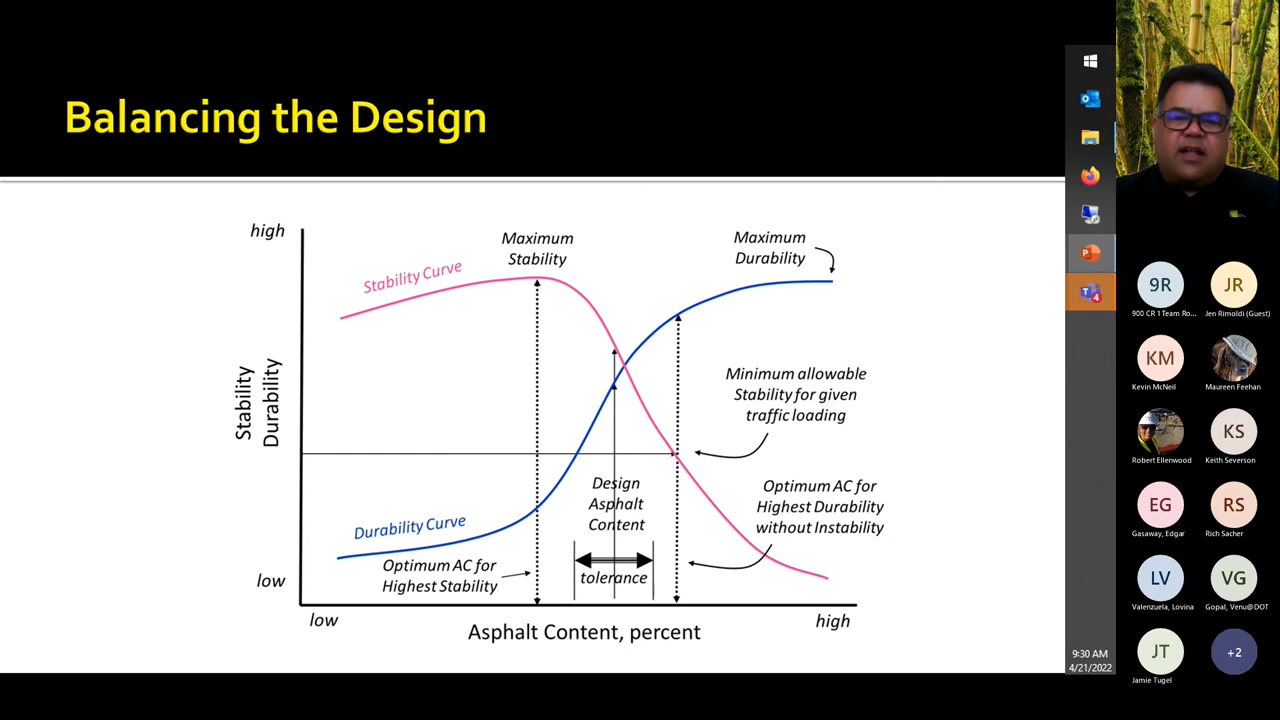 Balancing the Design
high
Maximum
Stability
Maximum
Durability
Stability Curve
Stability
Durability
Minimum allowable
Stability for given
traffic loading
Design
Asphalt
Content
Optimum AC for
Highest Durability
without Instability
Durability Curve
Optimum AC for
Highest Stability
tolerance
low
low
high
Asphalt Content, percent
4
9:30 AM
4/21/2022
9R
900 CR 1 Team Ro...
JR
Jen Rimoldi (Guest)
KM
Kevin McNeil
Maureen Feehan
Robert Ellenwood
KS
Keith Severson
EG
Gasaway, Edgar
RS
Rich Sacher
LV
Valenzuela, Lovina
VG
Gopal, Venu@DOT
JT
Jamie Tugel
+2